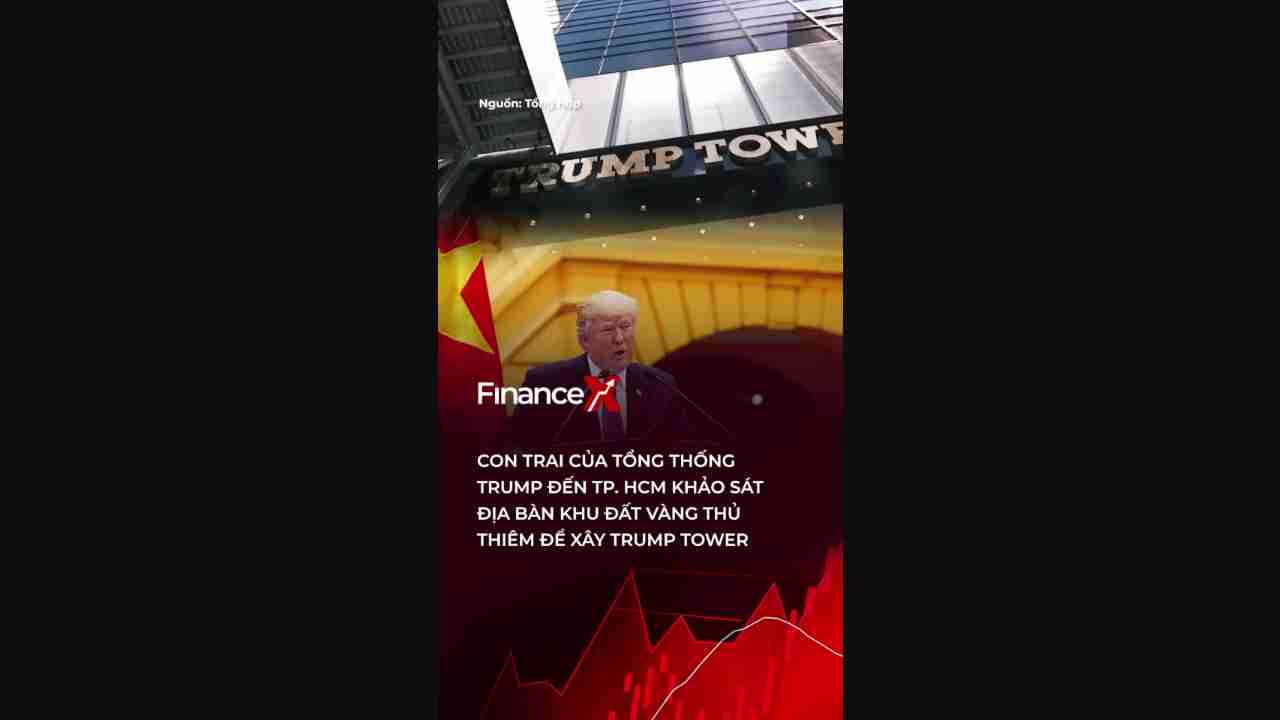 Nguồn: Tổng hợp
TRUMP TOWE
FinanceX
CON TRAI CỦA TỔNG THỐNG
TRUMP ĐẾN TP. HCM KHẢO SÁT
ĐỊA BÀN KHU ĐẤT VÀNG THỦ
THIÊM ĐỂ XÂY TRUMP TOWER